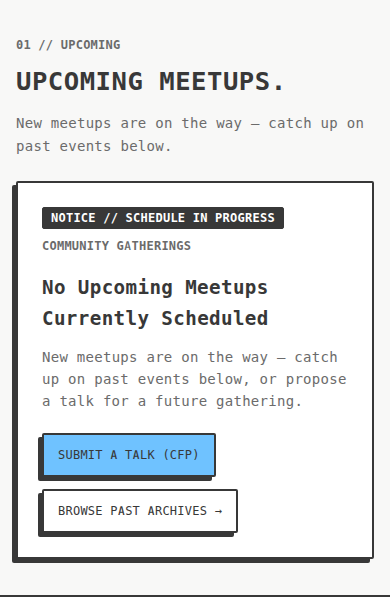 01 // UPCOMING
UPCOMING MEETUPS.
New meetups are on the way — catch up on
past events below.
NOTICE // SCHEDULE IN PROGRESS
COMMUNITY GATHERINGS
No Upcoming Meetups
Currently Scheduled
New meetups are on the way — catch
up on past events below, or propose
a talk for a future gathering.
SUBMIT A TALK (CFP)
BROWSE PAST ARCHIVES →